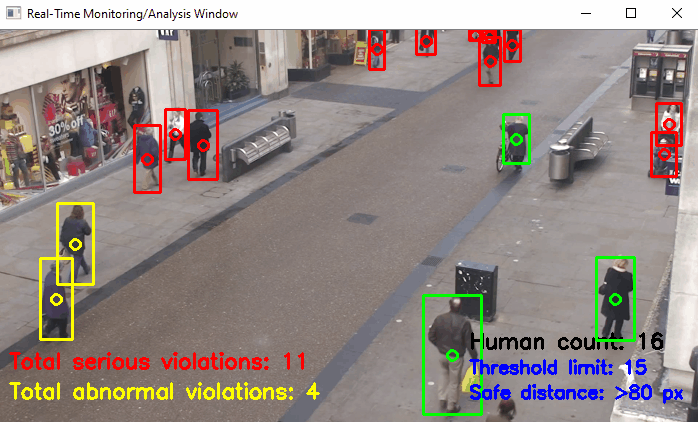 Real-Time Monitoring/Analysis Window
30% off
Human count: 16
Total serious violations: 11
Threshold limit: 15
Total abnormal violations: 4
Safe distance: >80 px